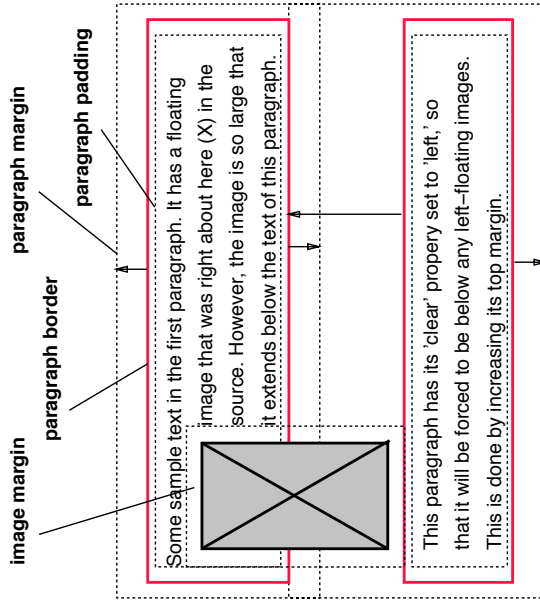 image margin
paragraph border
paragraph margin
paragraph padding
Some sample text in the first paragraph. It has a floating
image that was right about here (X) in the
source. However, the image is so large that
it extends below the text of this paragraph.
This paragraph has its 'clear' propery set to 'left,' so
that it will be forced to be below any left−floating images.
This is done by increasing its top margin.